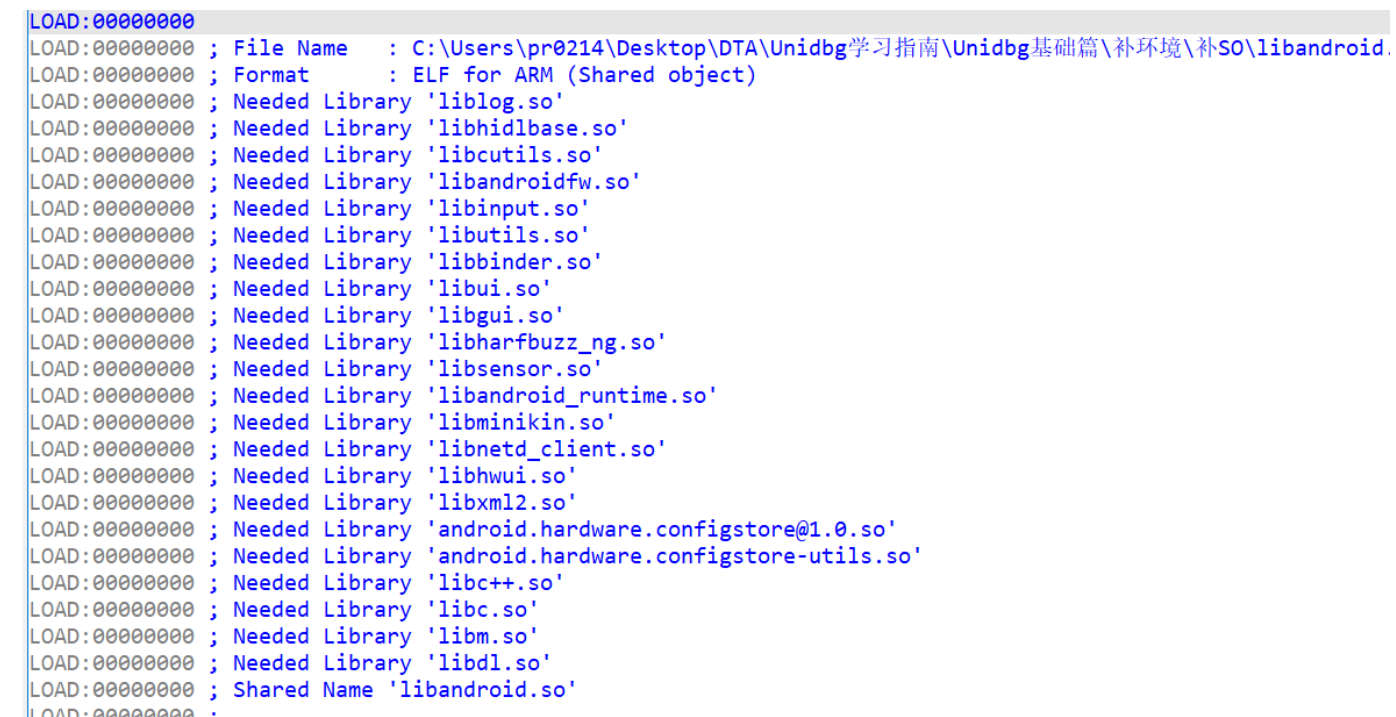 LOAD:00000000
LOAD:00000000 ; File Name   : C:\Users\pr0214\Desktop\DTA\Unidbg学习指南\Unidbg基础篇\补环境\补SO\libandroid.
LOAD:00000000 ; Format      : ELF for ARM (Shared object)
LOAD:00000000 ; Needed Library 'liblog.so'
LOAD:00000000 ; Needed Library 'libhidlbase.so'
LOAD:00000000 ; Needed Library 'libcutils.so'
LOAD:00000000 ; Needed Library 'libandroidfw.so'
LOAD:00000000 ; Needed Library 'libinput.so'
LOAD:00000000 ; Needed Library 'libutils.so'
LOAD:00000000 ; Needed Library 'libbinder.so'
LOAD:00000000 ; Needed Library 'libui.so'
LOAD:00000000 ; Needed Library 'libgui.so'
LOAD:00000000 ; Needed Library 'libharfbuzz_ng.so'
LOAD:00000000 ; Needed Library 'libsensor.so'
LOAD:00000000 ; Needed Library 'libandroid_runtime.so'
LOAD:00000000 ; Needed Library 'libminikin.so'
LOAD:00000000 ; Needed Library 'libnetd_client.so'
LOAD:00000000 ; Needed Library 'libhwui.so'
LOAD:00000000 ; Needed Library 'libxml2.so'
LOAD:00000000 ; Needed Library 'android.hardware.configstore@1.0.so'
LOAD:00000000 ; Needed Library 'android.hardware.configstore-utils.so'
LOAD:00000000 ; Needed Library 'libc++.so'
LOAD:00000000 ; Needed Library 'libc.so'
LOAD:00000000 ; Needed Library 'libm.so'
LOAD:00000000 ; Needed Library 'libdl.so'
LOAD:00000000 ; Shared Name 'libandroid.so'
LOAD:00000000 ;